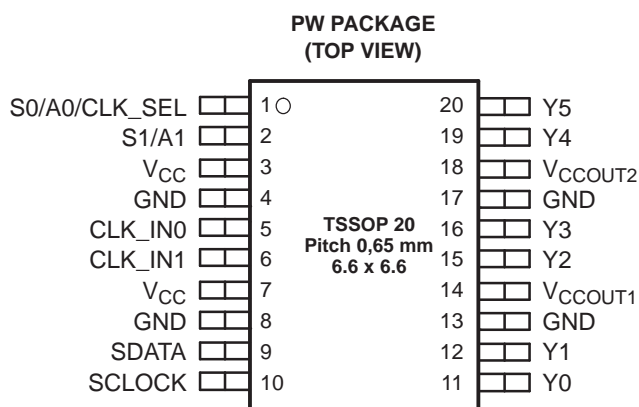 PW PACKAGE
(TOP VIEW)
S0/A0/CLK_SEL 1 20 Y5
S1/A1 2 19 Y4
VCC 3 18 VCCOUT2
GND 4 17 GND
CLK_IN0 5 16 Y3
CLK_IN1 6 15 Y2
VCC 7 14 VCCOUT1
GND 8 13 GND
SDATA 9 12 Y1
SCLOCK 10 11 Y0
TSSOP 20
Pitch 0,65 mm
6.6 x 6.6